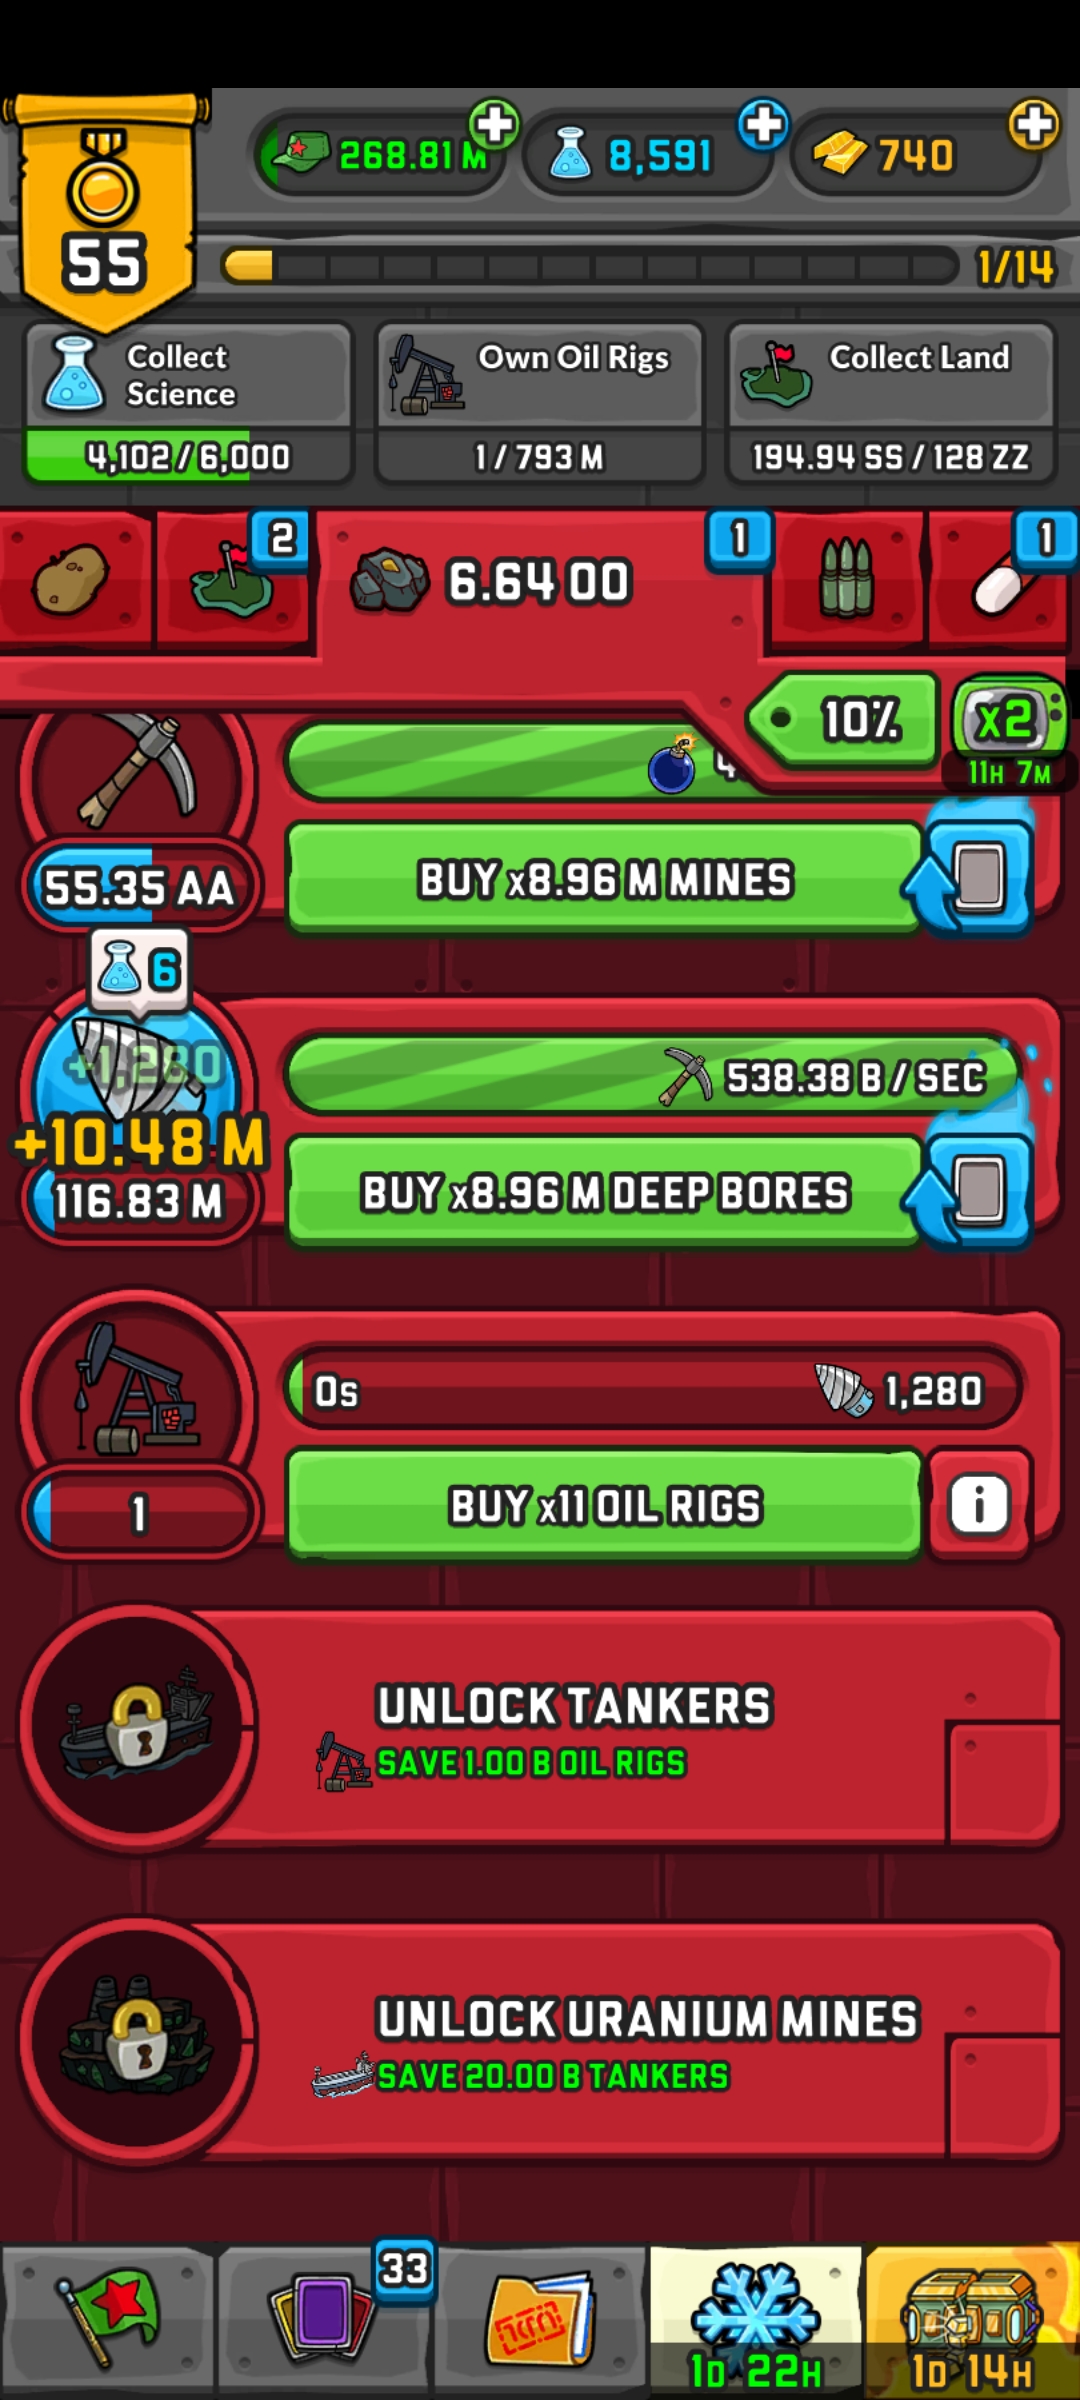 268.81 M
8,591
740
55
1/14
Collect
Science
4,102 / 6,000
Own Oil Rigs
1 / 793 M
Collect Land
194.94 SS / 128 ZZ
2
6.64 OO
1
1
10%
x2
11H 7M
55.35 AA
BUY x8.96 M MINES
6
+1,280
+10.48 M
116.83 M
538.38 B / SEC
BUY x8.96 M DEEP BORES
0s
1,280
1
BUY x11 OIL RIGS
i
UNLOCK TANKERS
SAVE 1.00 B OIL RIGS
UNLOCK URANIUM MINES
SAVE 20.00 B TANKERS
33
1D 22H
1D 14H